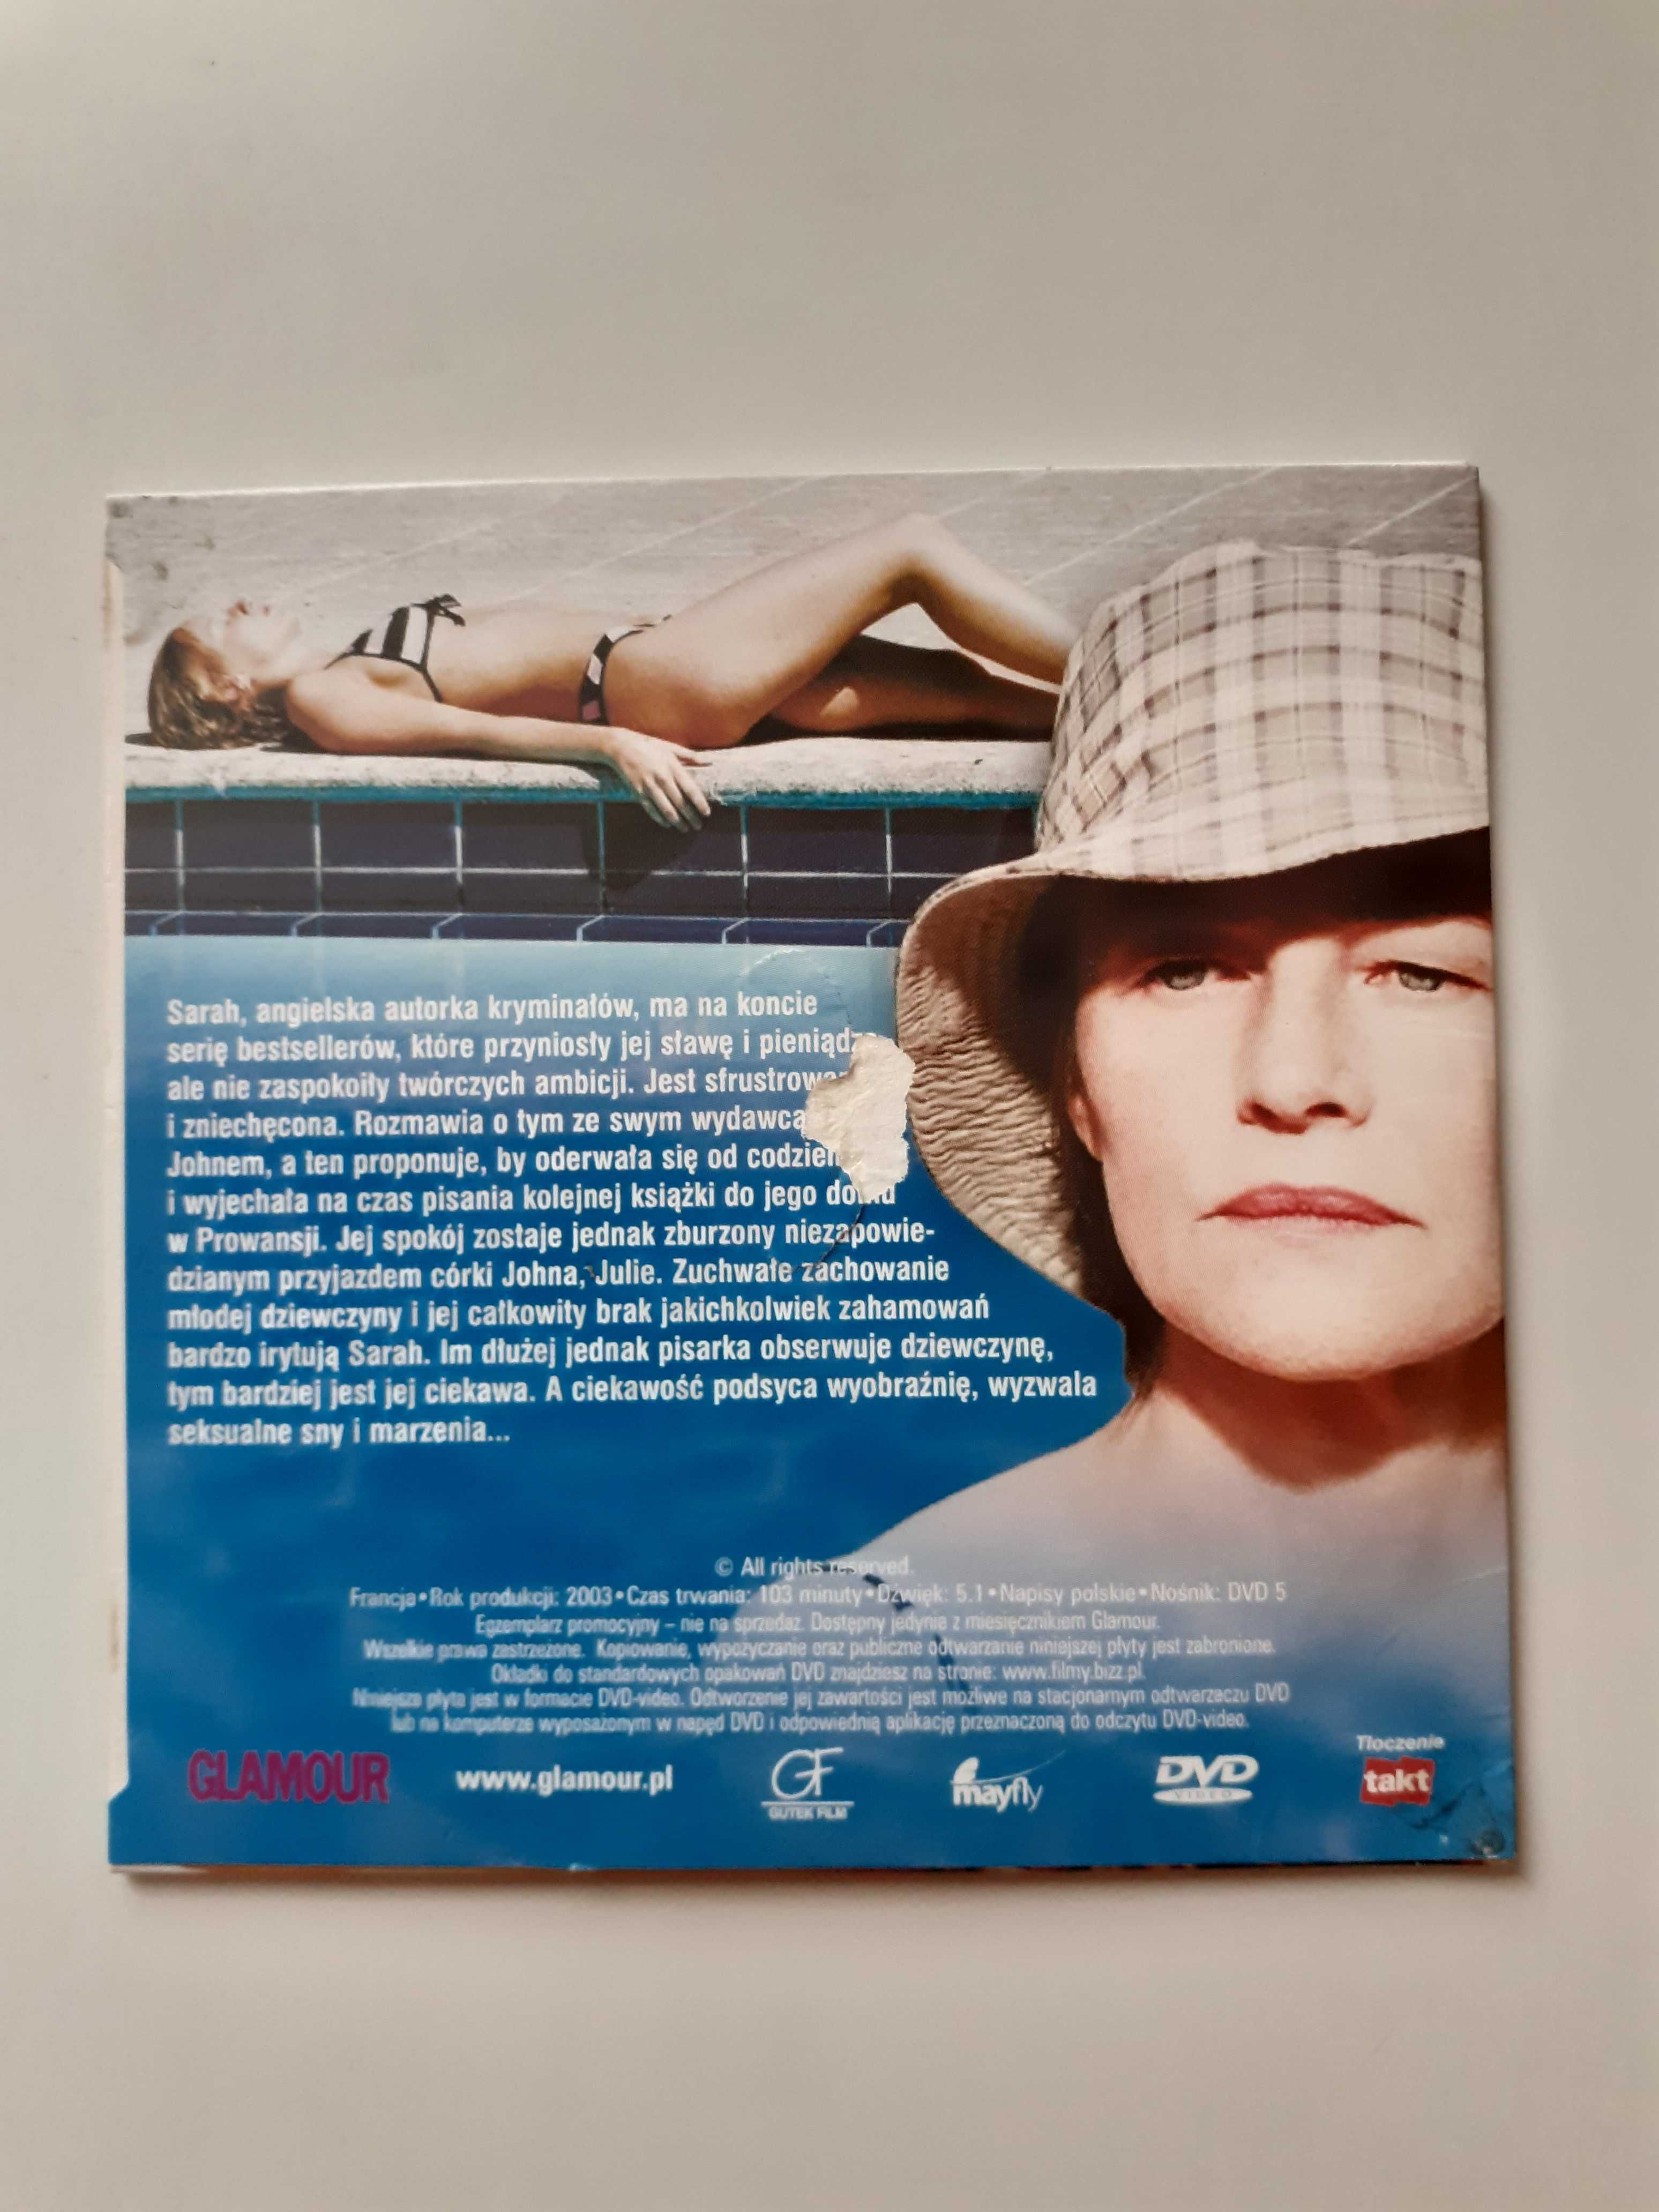 Sarah, angielska autorka kryminałów, ma na koncie
serię bestsellerów, które przyniosły jej sławę i
ale nie zaspokoiły twórczych ambicji. Jest
i zniechęcona. Rozmawia o tym ze swym wydawcą
Johnem, a ten proponuje, by oderwała się od
i wyjechała na czas pisania kolejnej książki do jego domu
w Prowansji. Jej spokój zostaje jednak zburzony niezapowie-
dzianym przyjazdem córki Johna, Julie. Zuchwałe zachowanie
młodej dziewczyny i jej całkowity brak jakichkolwiek zahamowań
bardzo irytują Sarah. Im dłużej jednak pisarka obserwuje dziewczynę,
tym bardziej jest jej ciekawa. A ciekawość podsyca wyobraźnię, wyzwala
seksualne sny i marzenia...
© All rights reserved.
Francja•Rok produkcji: 2003•Czas trwania: 103 minuty•Dźwięk: 5.1•Napisy polskie•Nośnik: DVD 5
Egzemplarz promocyjny – nie na sprzedaż. Dostępny jedynie z miesięcznikiem Glamour.
Wszelkie prawa zastrzeżone. Kopiowanie, wypożyczanie oraz publiczne odtwarzanie niniejszej płyty jest zabronione.
Okładki do standardowych opakowań DVD znajdziesz na stronie: www.filmy.bizz.pl.
Niniejsza płyta jest w formacie DVD-video. Odtworzenie jej zawartości jest możliwe na stacjonarnym odtwarzaczu DVD
lub na komputerze wyposażonym w napęd DVD i odpowiednią aplikację przeznaczoną do odczytu DVD-video.
GLAMOUR www.glamour.pl GF GUTEK FILM mayfly DVD VIDEO Tłoczenie takt